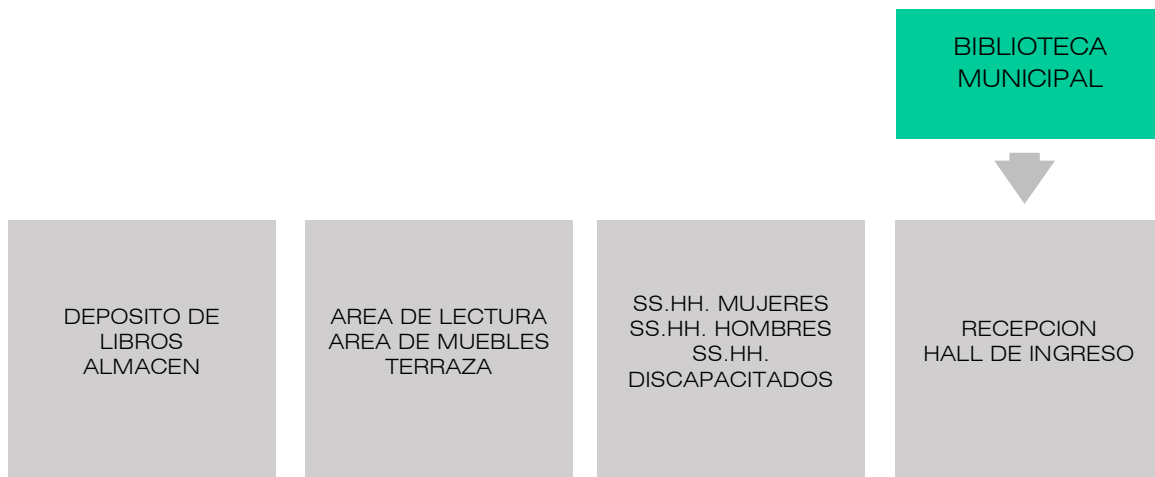 BIBLIOTECA
MUNICIPAL
DEPOSITO DE
LIBROS
ALMACEN
AREA DE LECTURA
AREA DE MUEBLES
TERRAZA
SS.HH. MUJERES
SS.HH. HOMBRES
SS.HH.
DISCAPACITADOS
RECEPCION
HALL DE INGRESO